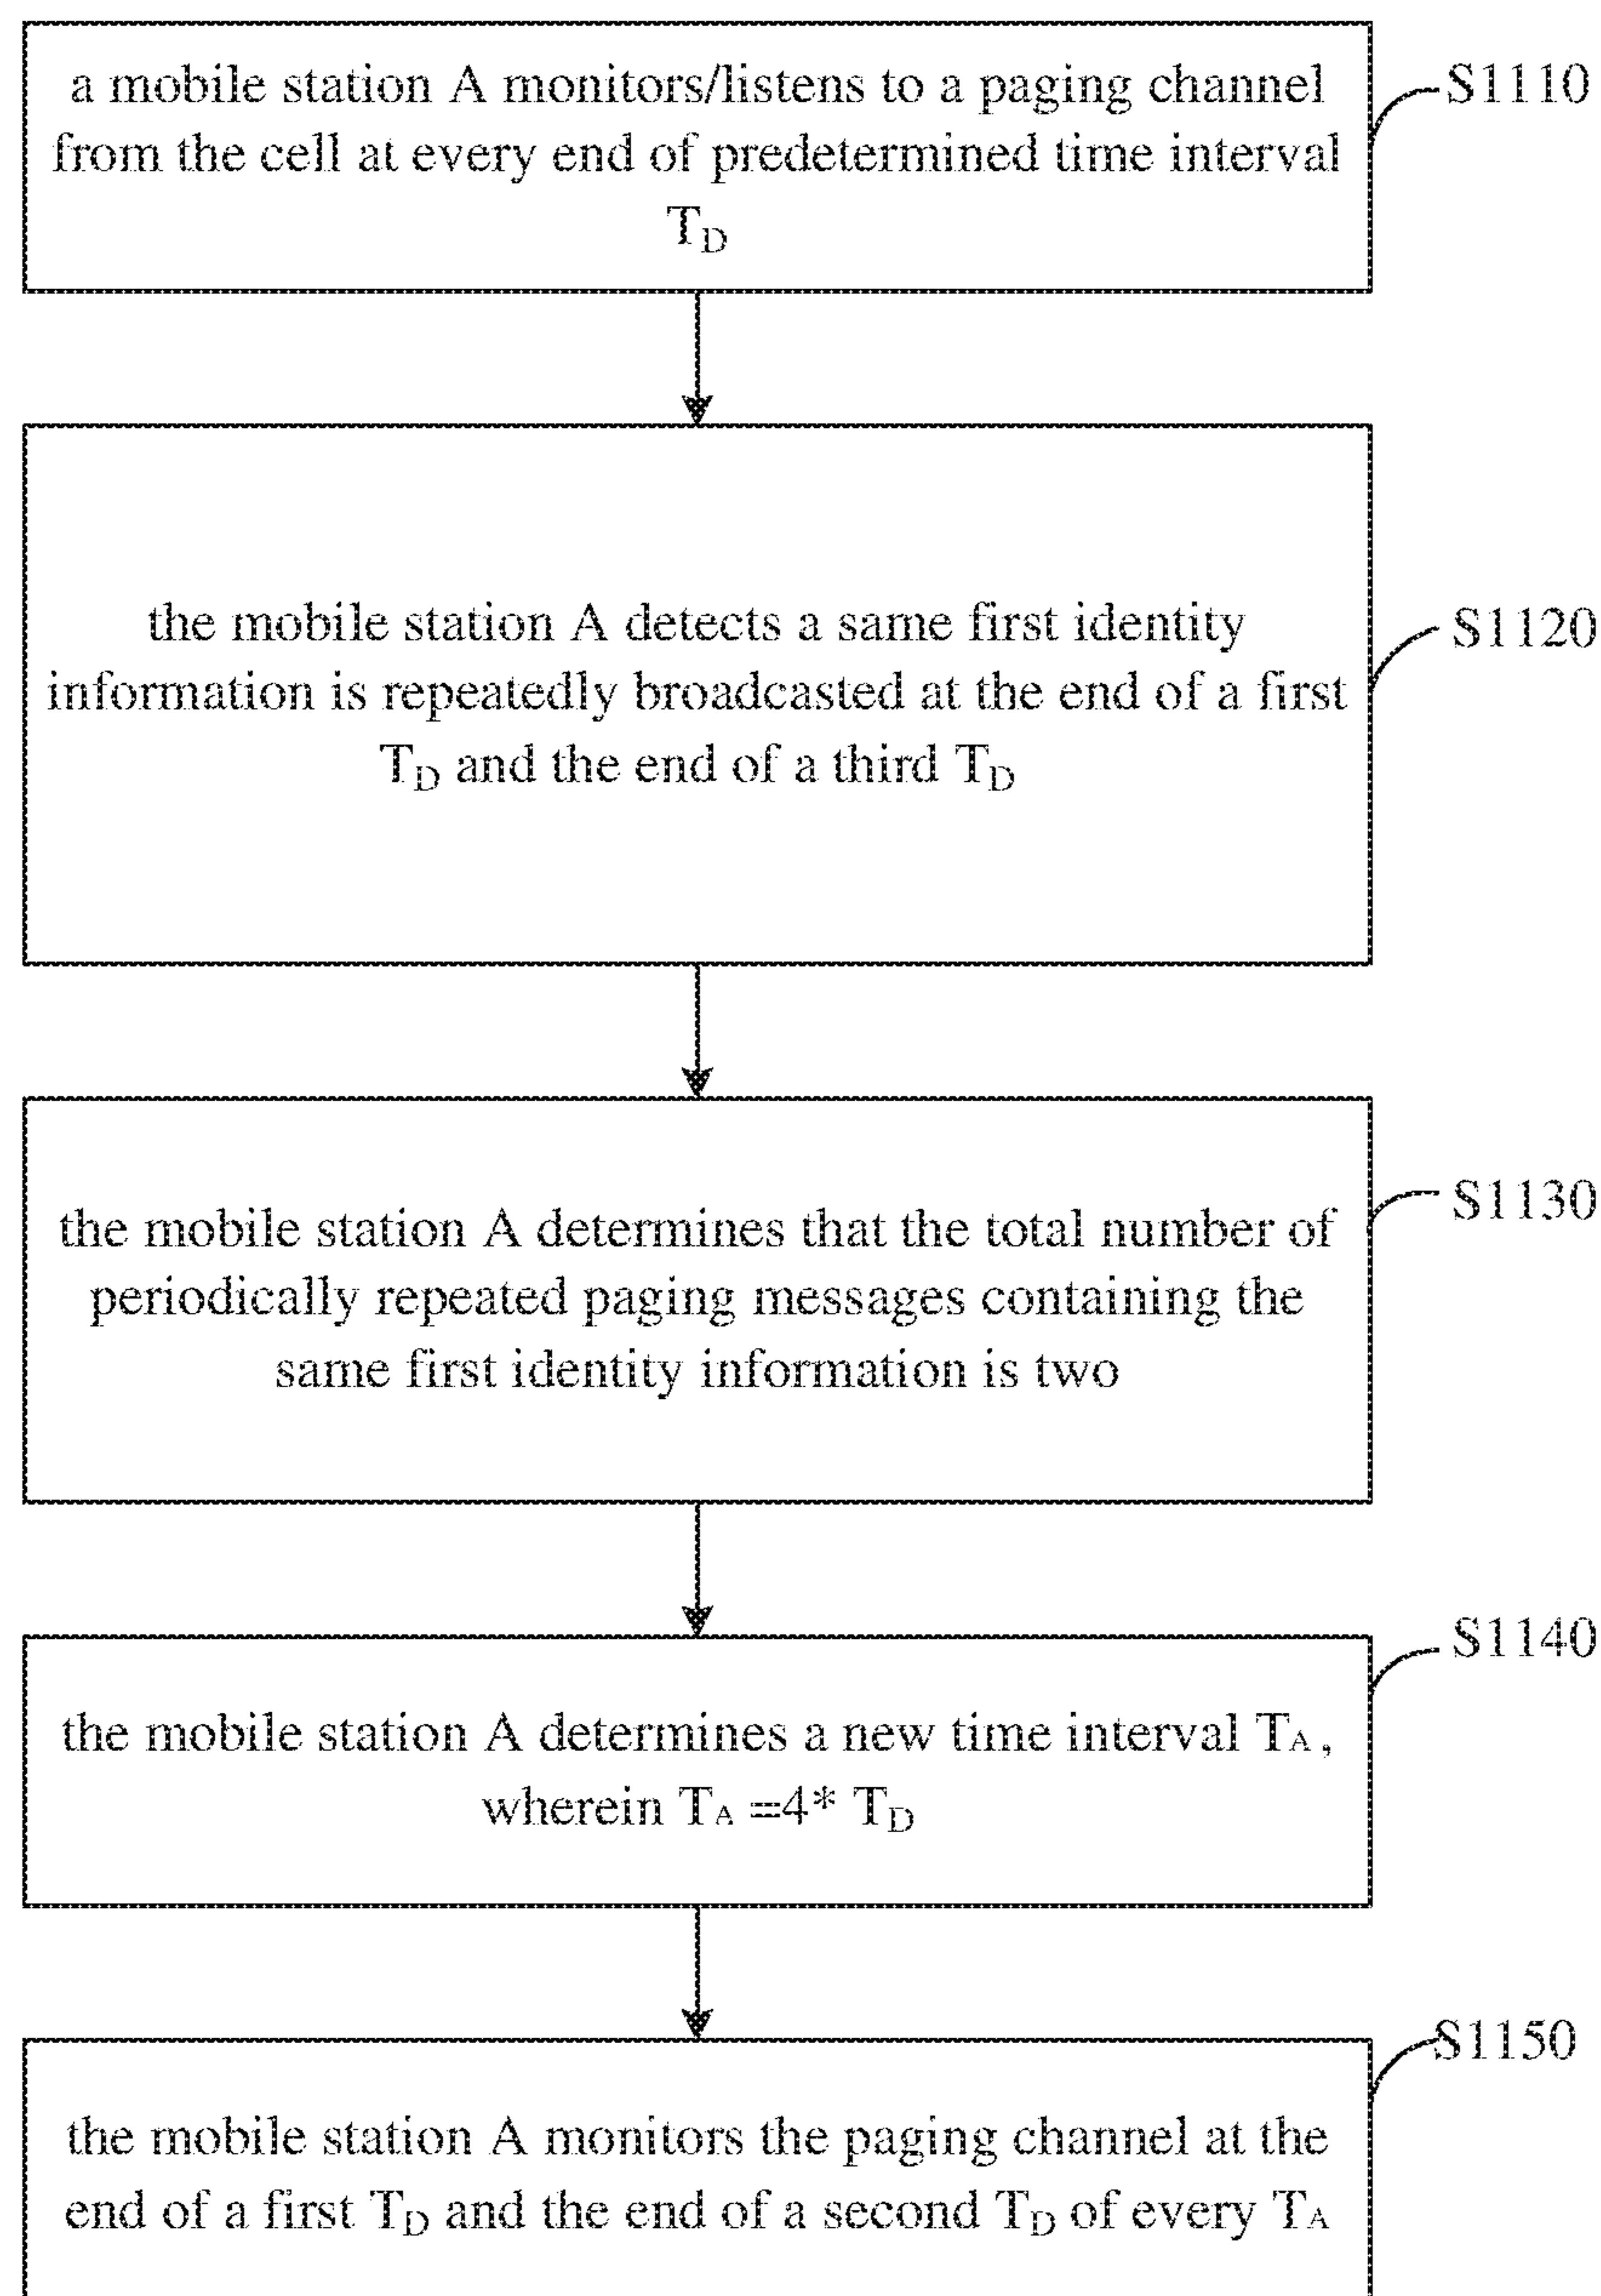 a mobile station A monitors/listens to a paging channel
from the cell at every end of predetermined time interval
TD
S1110
the mobile station A detects a same first identity
information is repeatedly broadcasted at the end of a first
TD and the end of a third TD
S1120
the mobile station A determines that the total number of
periodically repeated paging messages containing the
same first identity information is two
S1130
the mobile station A determines a new time interval TA,
wherein TA =4* TD
S1140
the mobile station A monitors the paging channel at the
end of a first TD and the end of a second TD of every TA
S1150